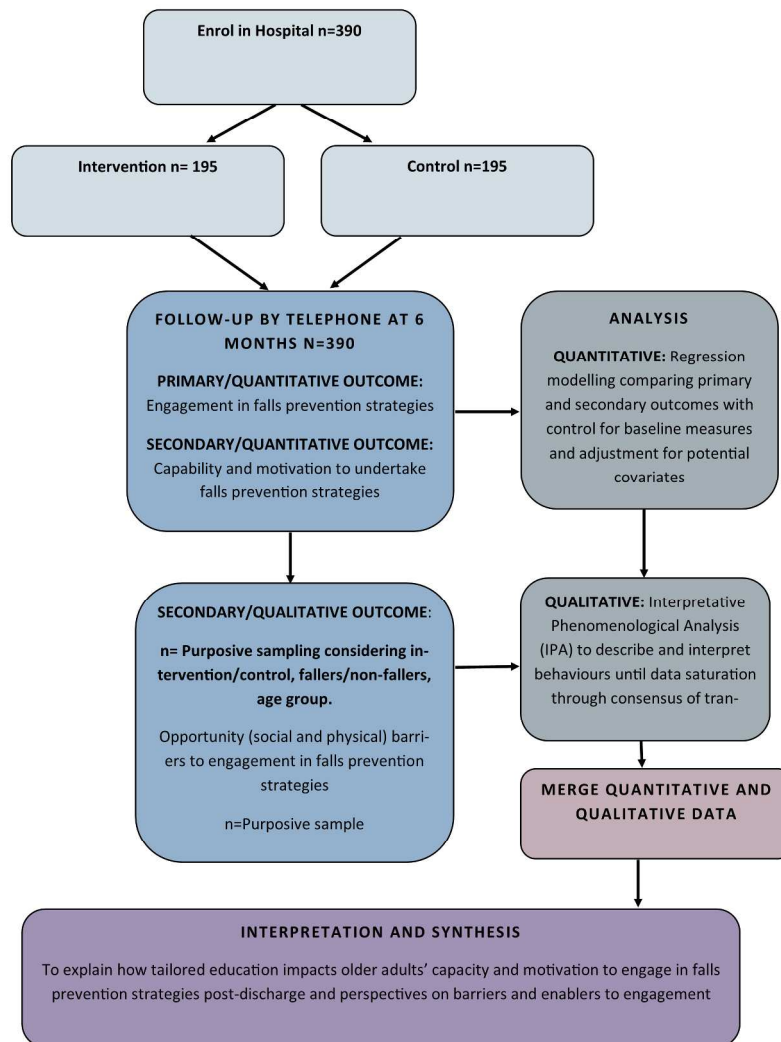 Enrol in Hospital n=390
Intervention n= 195
Control n=195
FOLLOW-UP BY TELEPHONE AT 6
MONTHS N=390
PRIMARY/QUANTITATIVE OUTCOME:
Engagement in falls prevention strategies
SECONDARY/QUANTITATIVE OUTCOME:
Capability and motivation to undertake
falls prevention strategies
ANALYSIS
QUANTITATIVE: Regression
modelling comparing primary
and secondary outcomes with
control for baseline measures
and adjustment for potential
covariates
SECONDARY/QUALITATIVE OUTCOME:
n= Purposive sampling considering in-
tervention/control, fallers/non-fallers,
age group.
Opportunity (social and physical) barri-
ers to engagement in falls prevention
strategies
n=Purposive sample
QUALITATIVE: Interpretative
Phenomenological Analysis
(IPA) to describe and interpret
behaviours until data saturation
through consensus of tran-
MERGE QUANTITATIVE AND
QUALITATIVE DATA
INTERPRETATION AND SYNTHESIS
To explain how tailored education impacts older adults’ capacity and motivation to engage in falls
prevention strategies post-discharge and perspectives on barriers and enablers to engagement